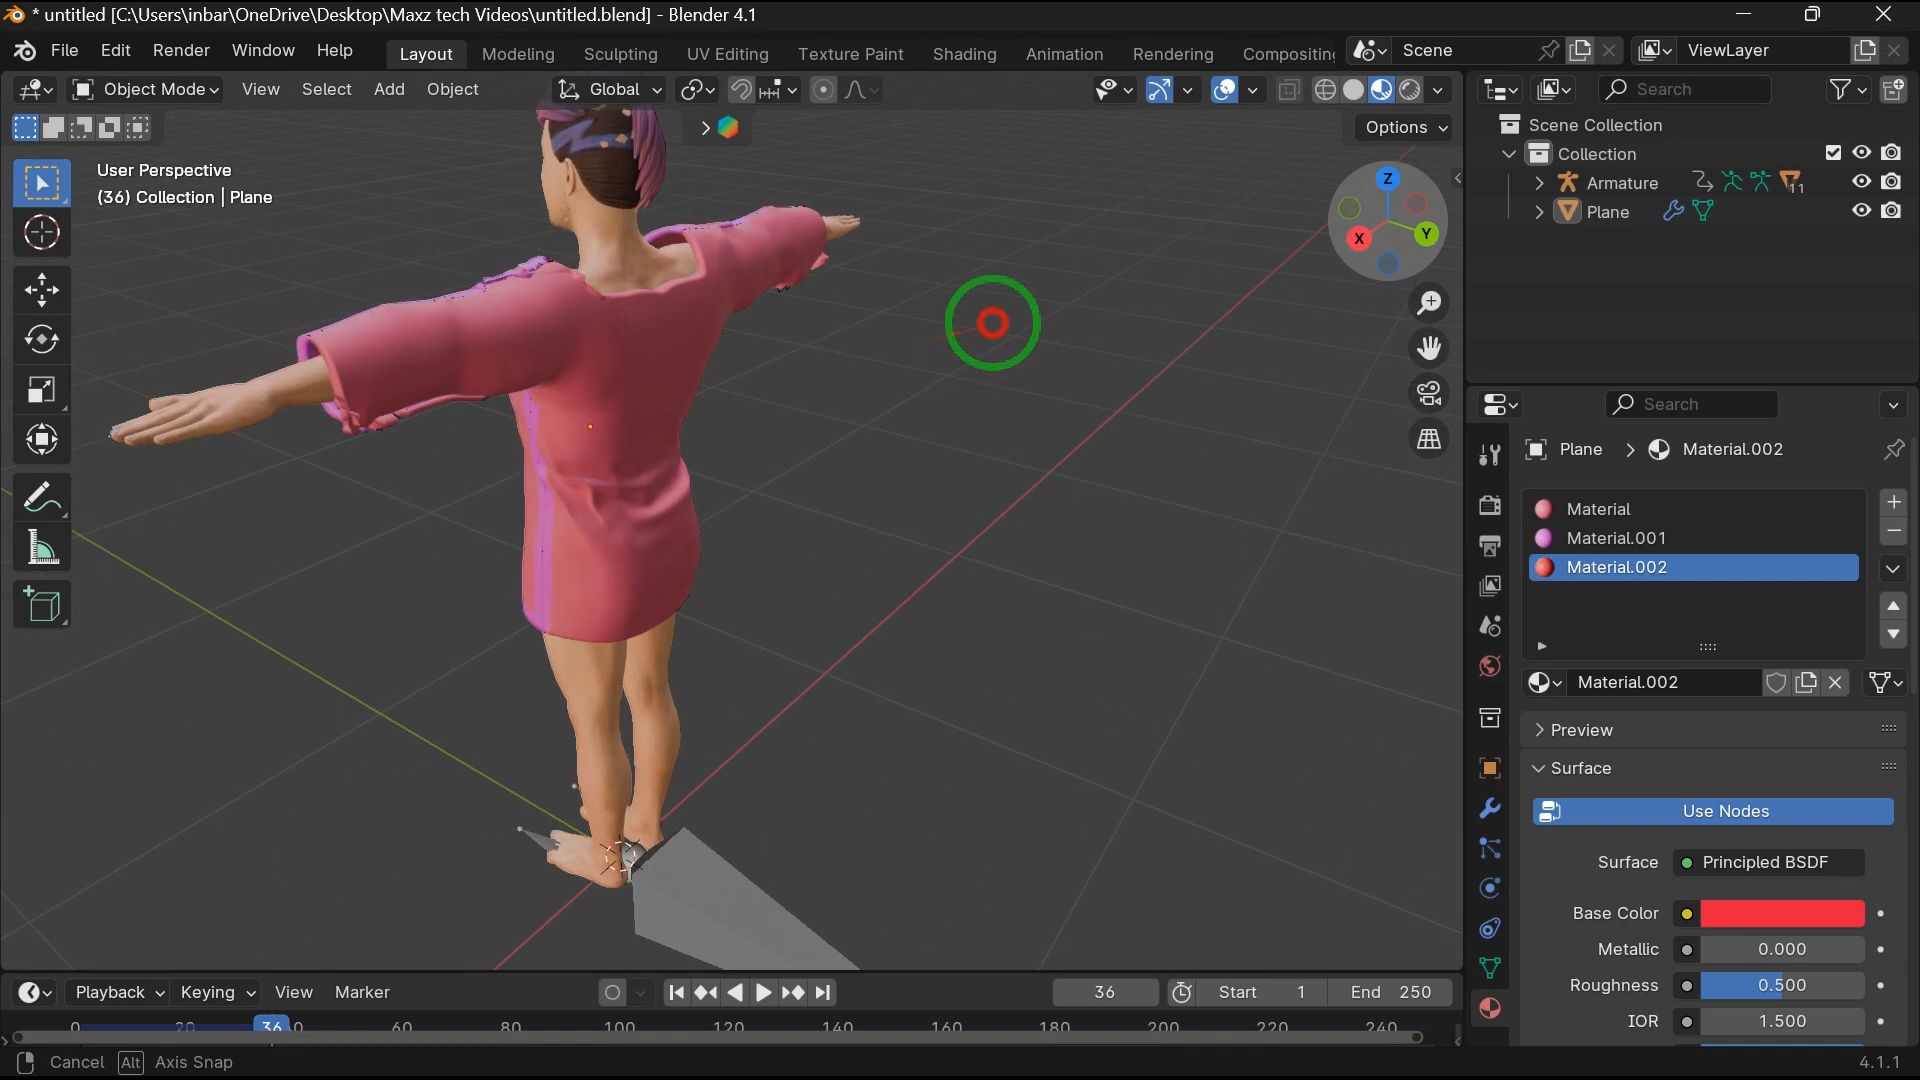 * untitled [C:\Users\inbar\OneDrive\Desktop\Maxz tech Videos\untitled.blend] - Blender 4.1
File Edit Render Window Help Layout Modeling Sculpting UV Editing Texture Paint Shading Animation Rendering Compositin Scene ViewLayer
Object Mode View Select Add Object Global Search
Options
User Perspective
(36) Collection | Plane
Z
Y
X
Scene Collection
Collection
Armature 11
Plane
Search
Plane > Material.002
Material
Material.001
Material.002
Material.002
Preview
Surface
Use Nodes
Surface Principled BSDF
Base Color
Metallic 0.000
Roughness 0.500
IOR 1.500
Playback Keying View Marker 36 Start 1 End 250
0 20 36 60 80 100 120 140 160 180 200 220 240
Cancel Alt Axis Snap 4.1.1